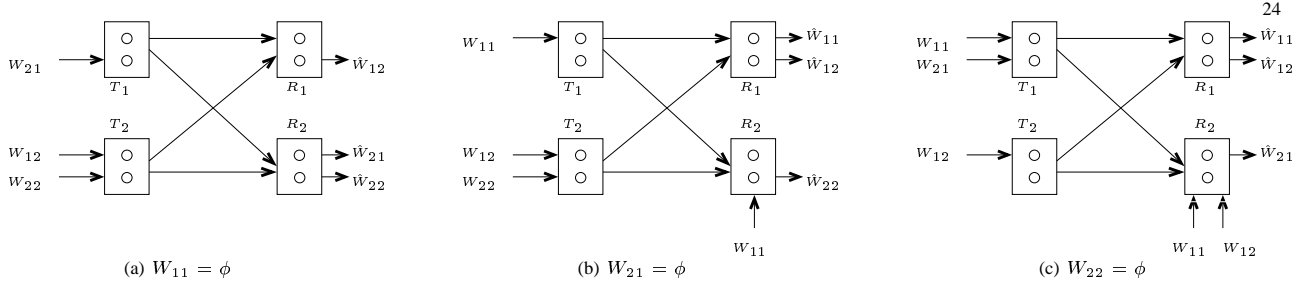 24
W21
T1
R1
Ŵ12
T2
R2
W12
W22
Ŵ21
Ŵ22
(a) W11 = ϕ
W11
T1
R1
Ŵ11
Ŵ12
T2
R2
W12
W22
Ŵ22
W11
(b) W21 = ϕ
W11
W21
T1
R1
Ŵ11
Ŵ12
T2
R2
W12
Ŵ21
W11 W12
(c) W22 = ϕ